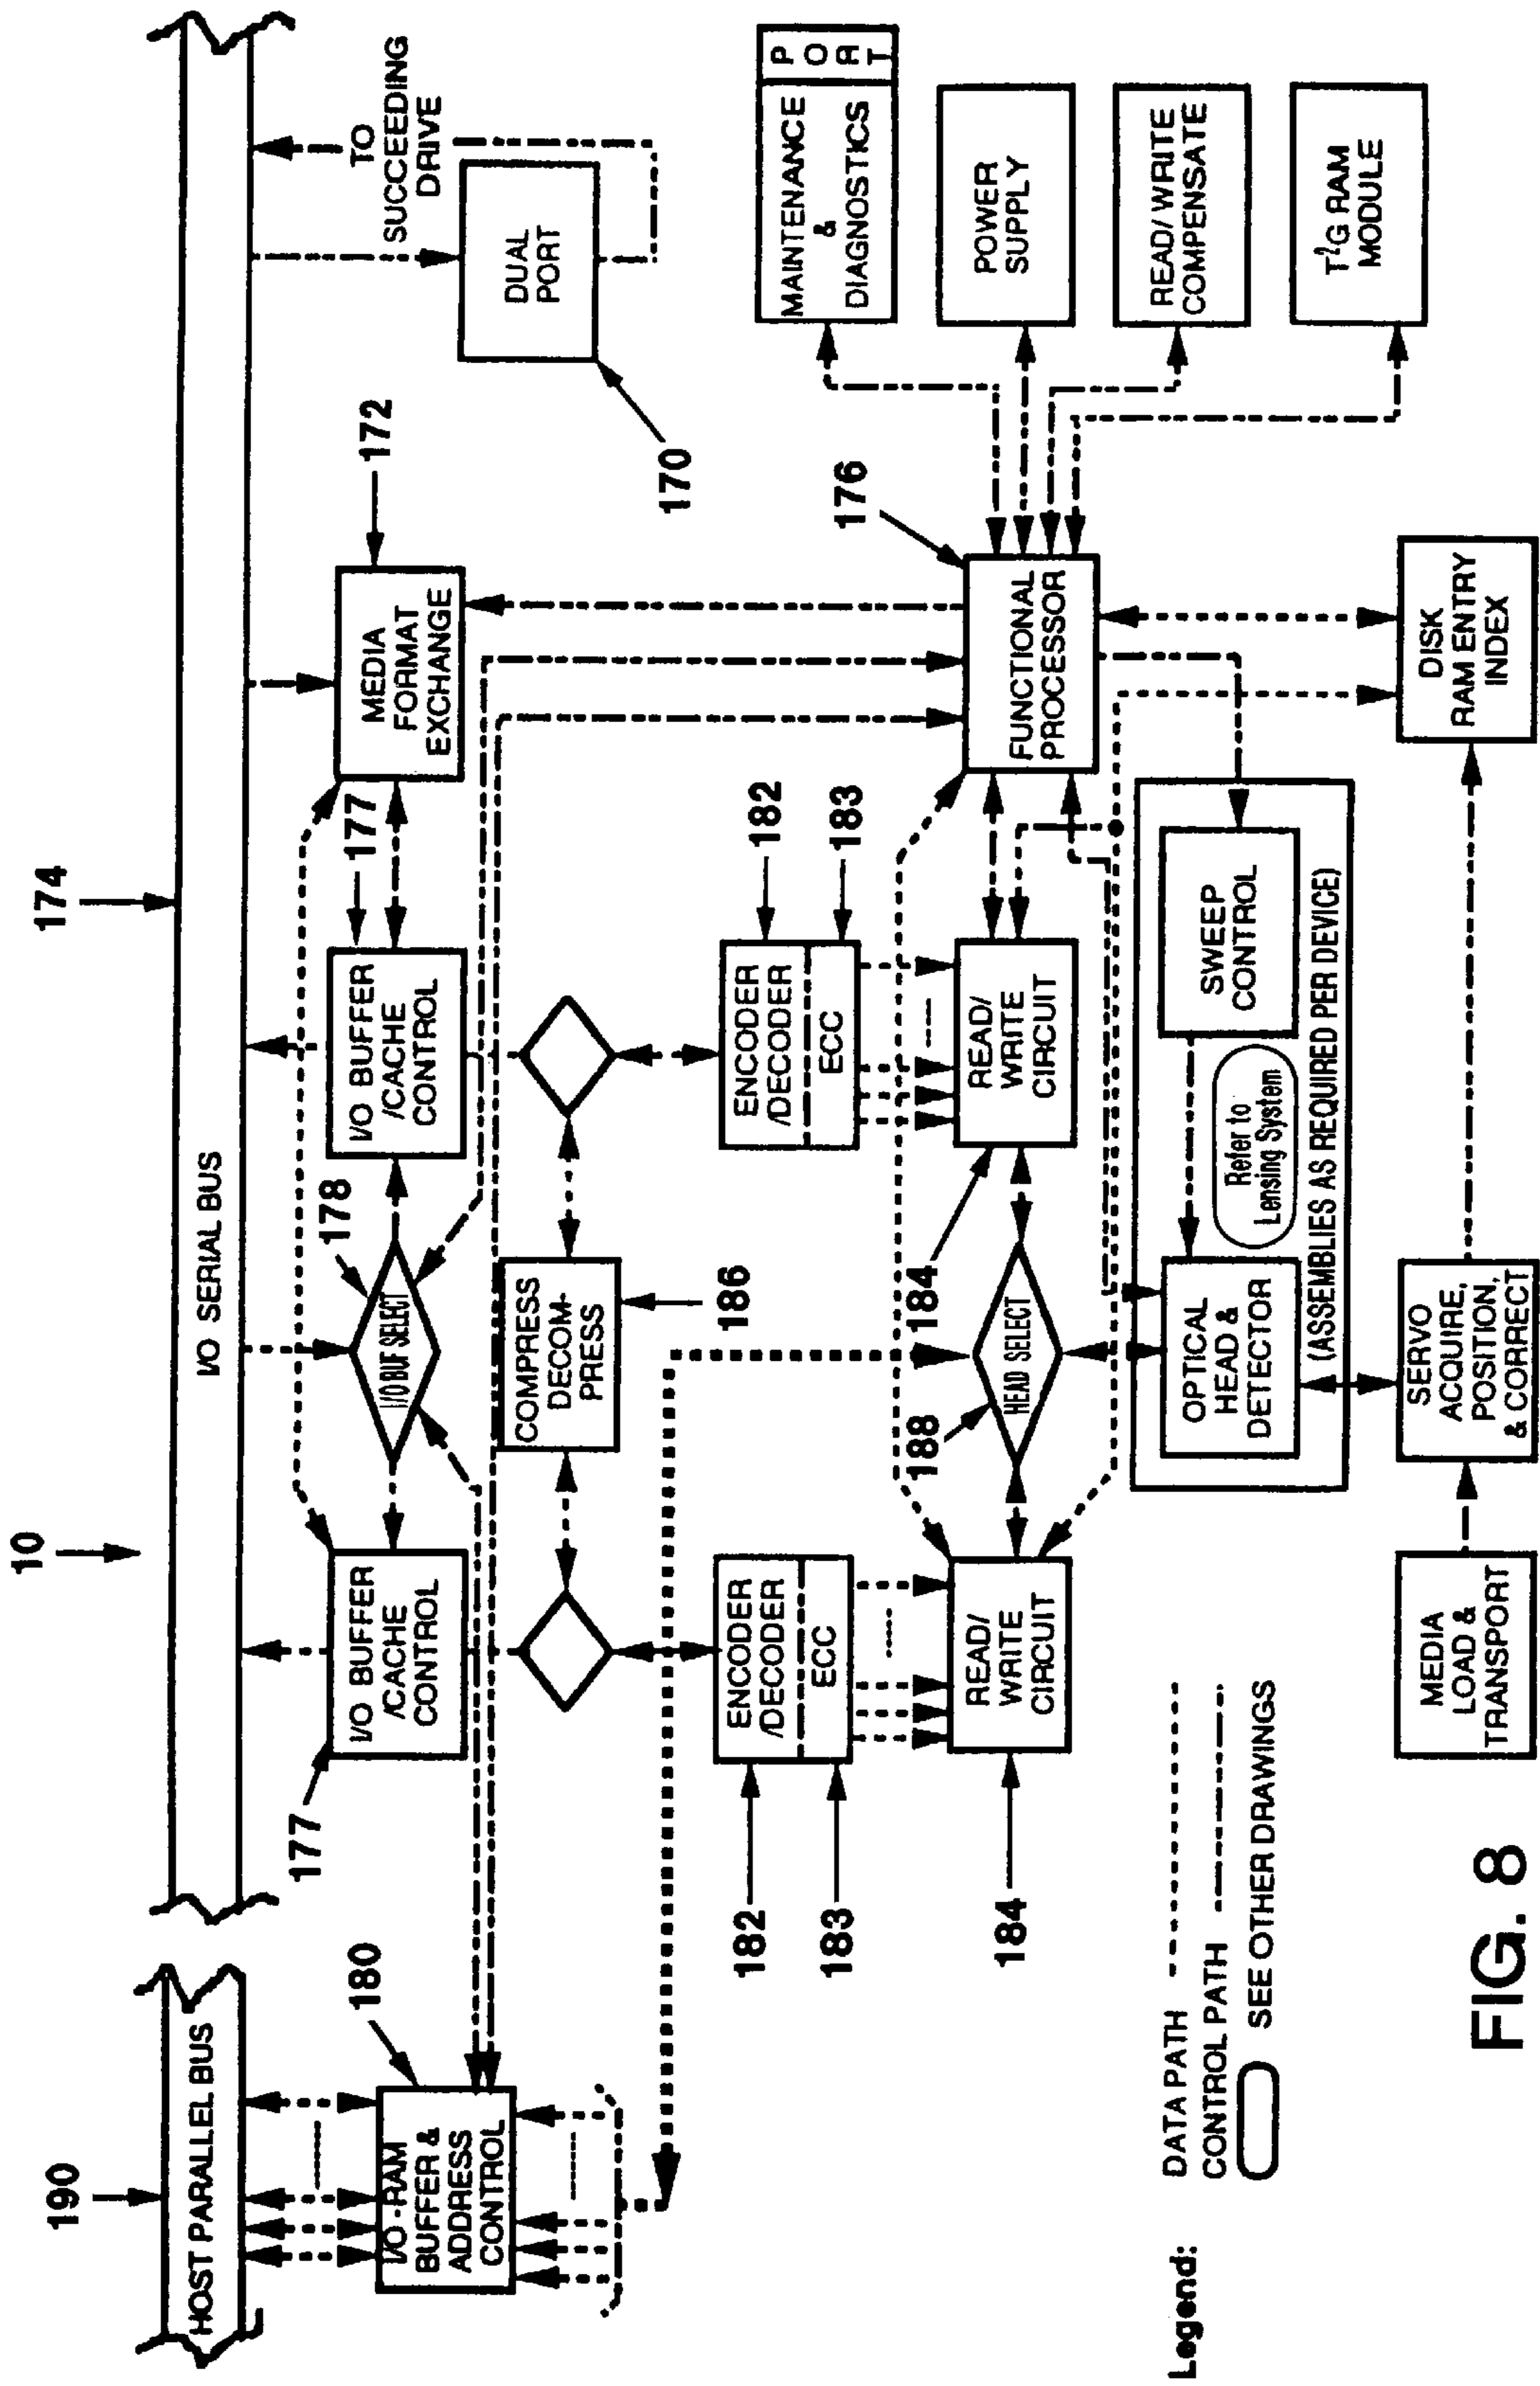 10
174
190
HOST PARALLEL BUS
I/O SERIAL BUS
TO
SUCCEEDING
DRIVE
180
I/O-RAM
BUFFER &
ADDRESS
CONTROL
177
I/O BUFFER
/CACHE
CONTROL
178
I/O BUF SELECT
177
I/O BUFFER
/CACHE
CONTROL
172
MEDIA
FORMAT
EXCHANGE
DUAL
PORT
170
COMPRESS
DECOM-
PRESS
186
182
ENCODER
/DECODER
183
ECC
182
ENCODER
/DECODER
183
ECC
176
FUNCTIONAL
PROCESSOR
MAINTENANCE
&
DIAGNOSTICS
PORT
POWER
SUPPLY
READ/WRITE
COMPENSATE
T²G RAM
MODULE
184
READ/
WRITE
CIRCUIT
188
HEAD SELECT
184
READ/
WRITE
CIRCUIT
OPTICAL
HEAD &
DETECTOR
Refer to
Lensing System
SWEEP
CONTROL
(ASSEMBLIES AS REQUIRED PER DEVICE)
MEDIA
LOAD &
TRANSPORT
SERVO
ACQUIRE,
POSITION,
& CORRECT
DISK
RAM ENTRY
INDEX
Legend:
DATA PATH
CONTROL PATH
SEE OTHER DRAWINGS
FIG. 8